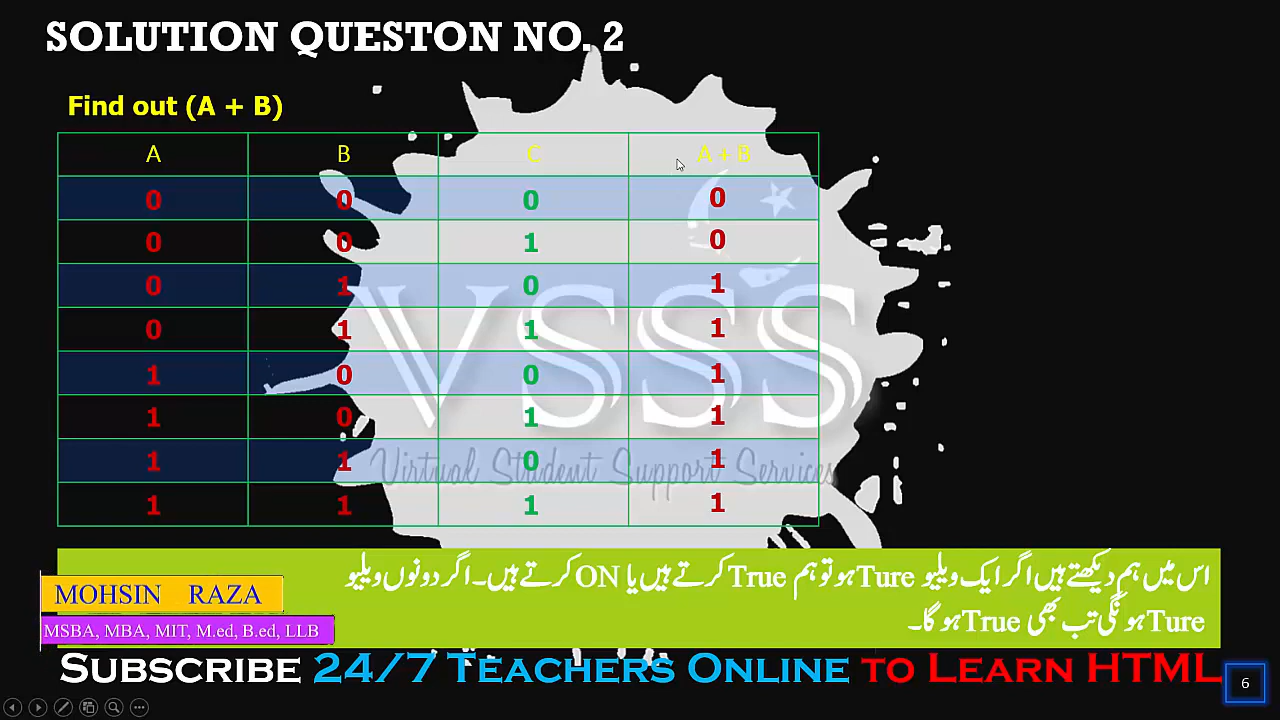 SOLUTION QUESTON NO. 2
Find out (A + B)
A B C A + B
0 0 0 0
0 0 1 0
0 1 0 1
0 1 1 1
1 0 0 1
1 0 1 1
1 1 0 1
1 1 1 1
VSSS
Virtual Student Support Services
اس میں ہم دیکھتے ہیں اگر ایک ویلیو Ture ہو تو ہم True کرتے ہیں یا ON کرتے ہیں۔ اگر دونوں ویلیو
Ture ہونگی تب بھی True ہو گا۔
MOHSIN RAZA
MSBA, MBA, MIT, M.ed, B.ed, LLB
SUBSCRIBE 24/7 TEACHERS ONLINE TO LEARN HTML
6